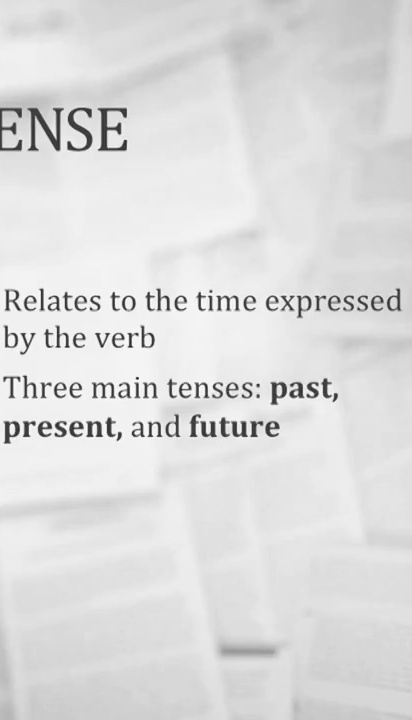 ENSE
Relates to the time expressed
by the verb
Three main tenses: past,
present, and future